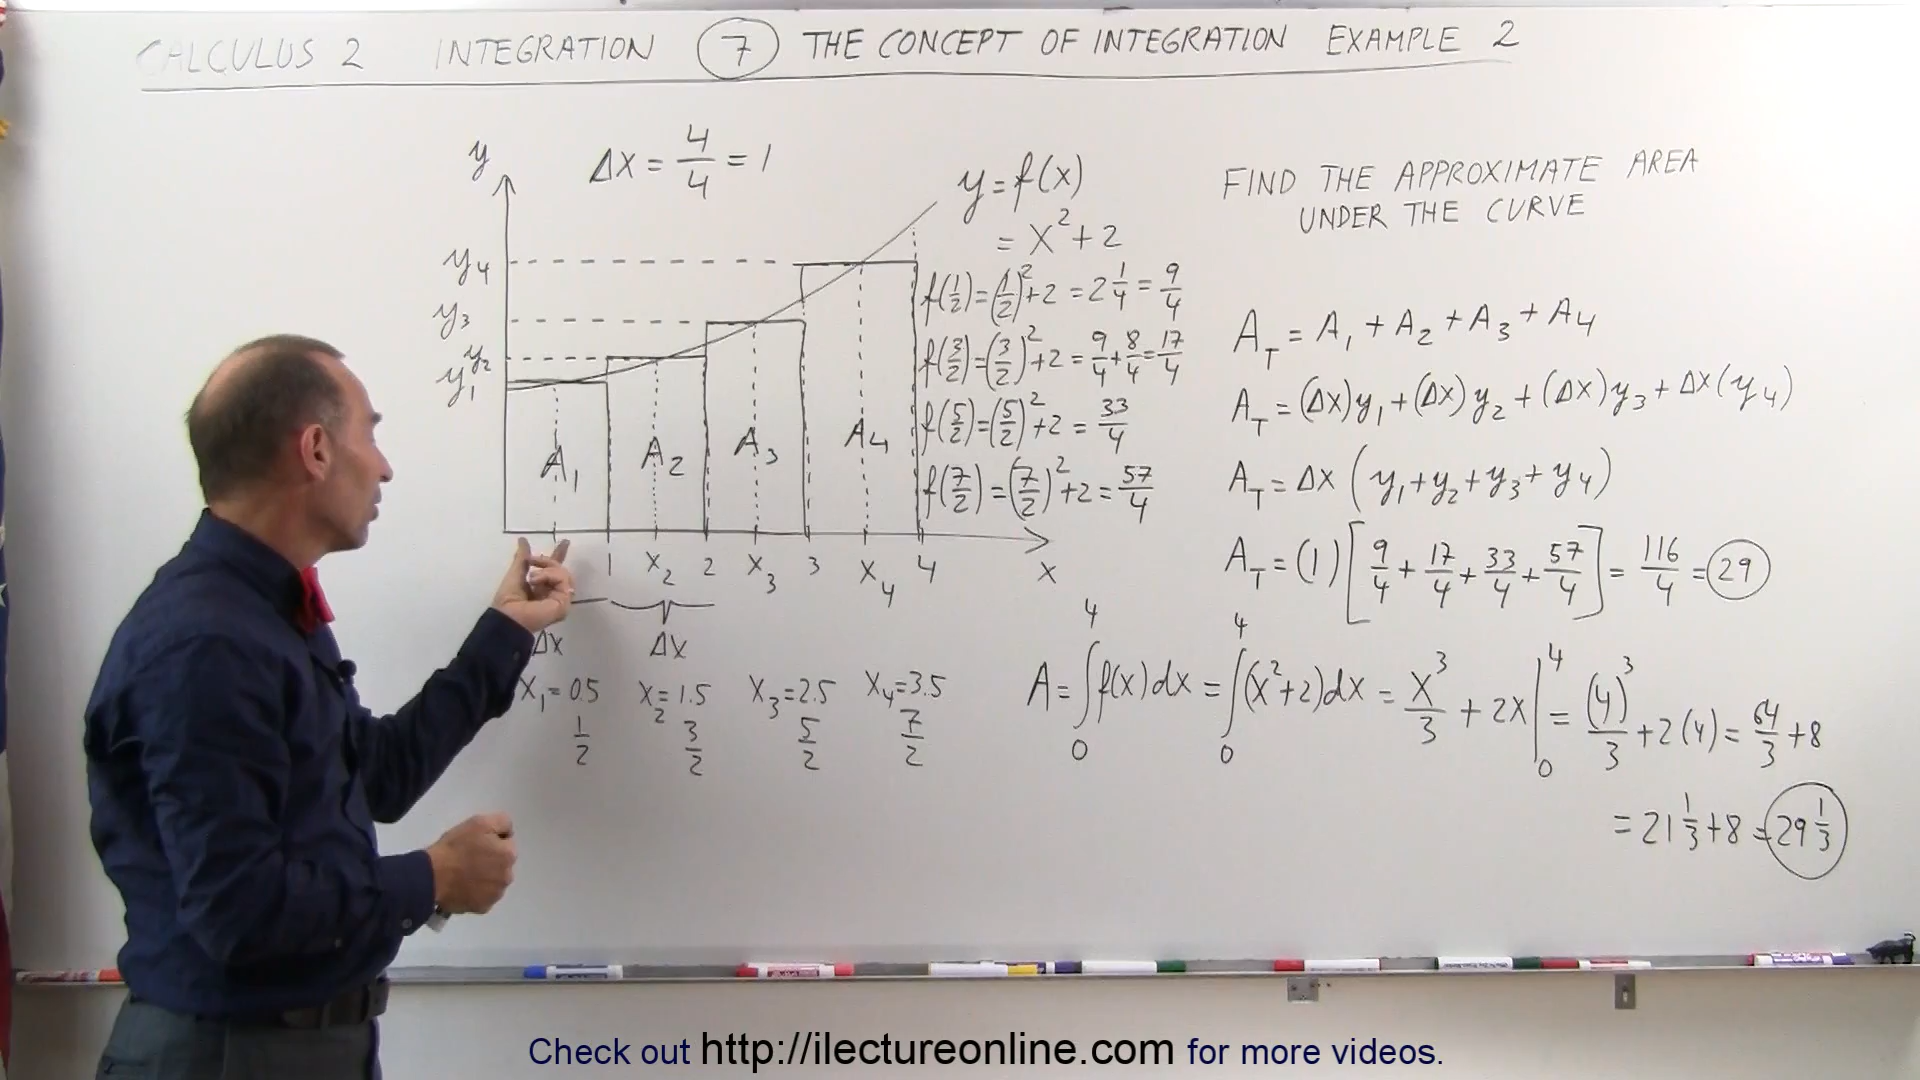 CALCULUS 2 INTEGRATION 7 THE CONCEPT OF INTEGRATION EXAMPLE 2
y
Δx = 4/4 = 1
y = f(x)
= x² + 2
y₄
y₃
y₂
y₁
A₁ A₂ A₃ A₄
1 x₂ 2 x₃ 3 x₄ 4 x
Δx Δx
x₁ = 0.5 x₂ = 1.5 x₃ = 2.5 x₄ = 3.5
1/2 3/2 5/2 7/2
f(1/2) = (1/2)² + 2 = 2 1/4 = 9/4
f(3/2) = (3/2)² + 2 = 9/4 + 8/4 = 17/4
f(5/2) = (5/2)² + 2 = 33/4
f(7/2) = (7/2)² + 2 = 57/4
FIND THE APPROXIMATE AREA
UNDER THE CURVE
A_T = A₁ + A₂ + A₃ + A₄
A_T = (Δx)y₁ + (Δx)y₂ + (Δx)y₃ + Δx(y₄)
A_T = Δx (y₁ + y₂ + y₃ + y₄)
A_T = (1) [9/4 + 17/4 + 33/4 + 57/4] = 116/4 = 29
A = ∫₀⁴ f(x)dx = ∫₀⁴ (x² + 2)dx = x³/3 + 2x |₀⁴ = (4)³/3 + 2(4) = 64/3 + 8
= 21 1/3 + 8 = 29 1/3
Check out http://ilectureonline.com for more videos.